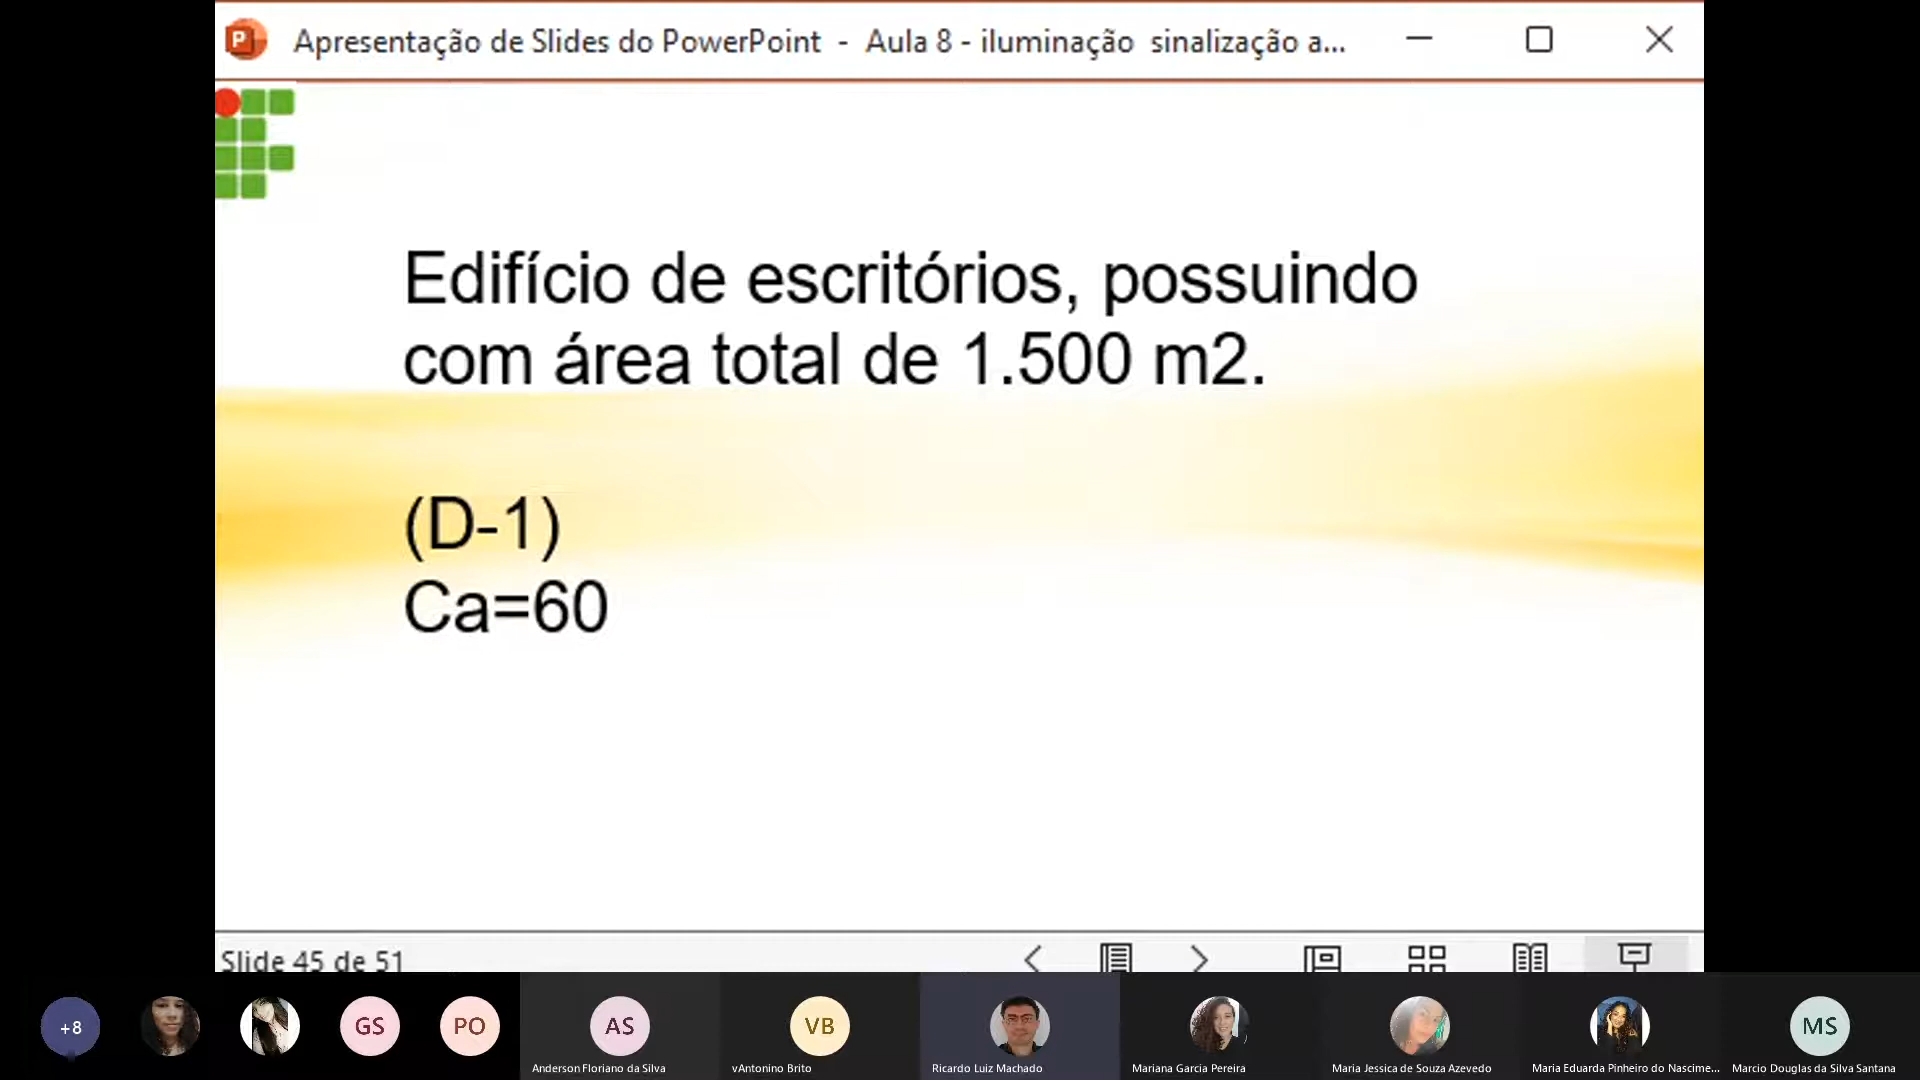 Apresentação de Slides do PowerPoint - Aula 8 - iluminação sinalização a...
Edifício de escritórios, possuindo
com área total de 1.500 m2.
(D-1)
Ca=60
Slide 45 de 51
+8
GS
PO
AS
VB
MS
Anderson Floriano da Silva
vAntonino Brito
Ricardo Luiz Machado
Mariana Garcia Pereira
Maria Jessica de Souza Azevedo
Maria Eduarda Pinheiro do Nascime...
Marcio Douglas da Silva Santana